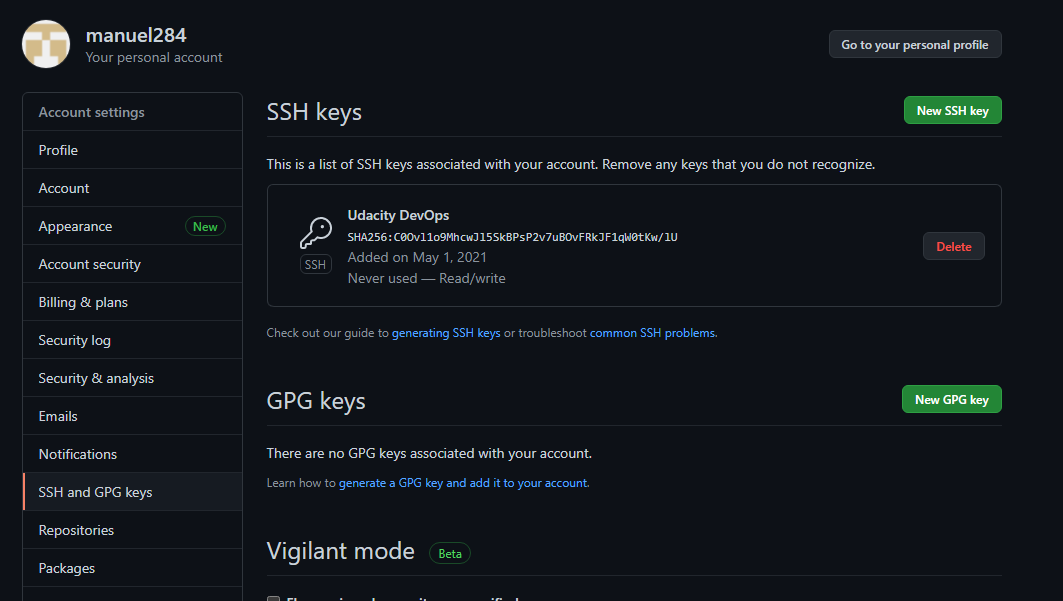 manuel284
Your personal account
Go to your personal profile
Account settings
Profile
Account
Appearance New
Account security
Billing & plans
Security log
Security & analysis
Emails
Notifications
SSH and GPG keys
Repositories
Packages
SSH keys
New SSH key
This is a list of SSH keys associated with your account. Remove any keys that you do not recognize.
Udacity DevOps
SHA256:C0Ovl1o9MhcwJl5SkBPsP2v7uBOvFRkJF1qW0tKw/lU
Added on May 1, 2021
Never used — Read/write
SSH
Delete
Check out our guide to generating SSH keys or troubleshoot common SSH problems.
GPG keys
New GPG key
There are no GPG keys associated with your account.
Learn how to generate a GPG key and add it to your account.
Vigilant mode Beta